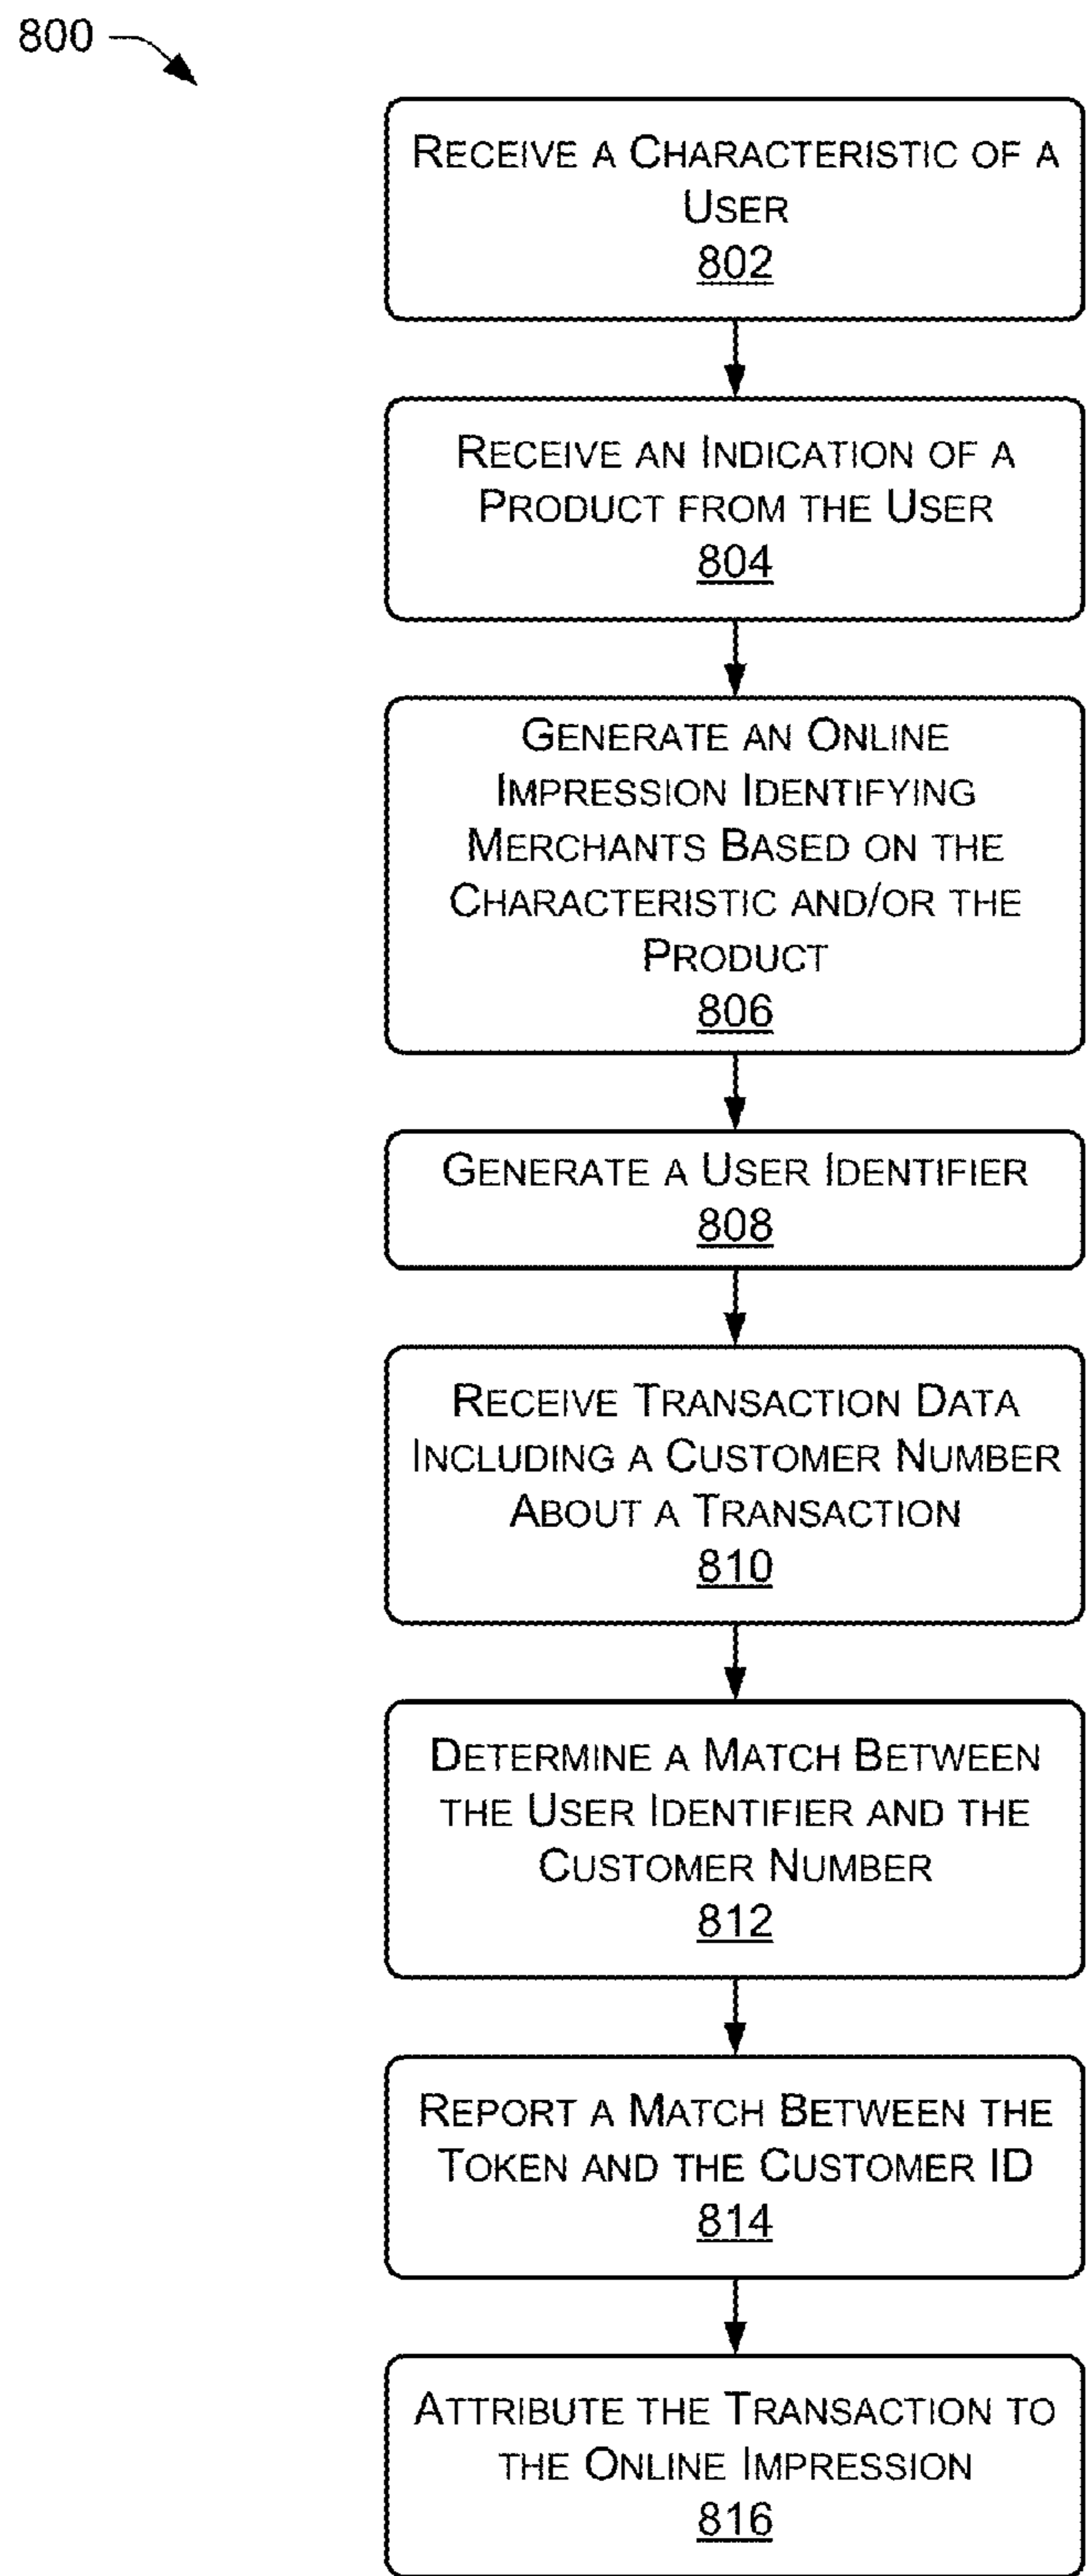 800
RECEIVE A CHARACTERISTIC OF A
USER
802
RECEIVE AN INDICATION OF A
PRODUCT FROM THE USER
804
GENERATE AN ONLINE
IMPRESSION IDENTIFYING
MERCHANTS BASED ON THE
CHARACTERISTIC AND/OR THE
PRODUCT
806
GENERATE A USER IDENTIFIER
808
RECEIVE TRANSACTION DATA
INCLUDING A CUSTOMER NUMBER
ABOUT A TRANSACTION
810
DETERMINE A MATCH BETWEEN
THE USER IDENTIFIER AND THE
CUSTOMER NUMBER
812
REPORT A MATCH BETWEEN THE
TOKEN AND THE CUSTOMER ID
814
ATTRIBUTE THE TRANSACTION TO
THE ONLINE IMPRESSION
816